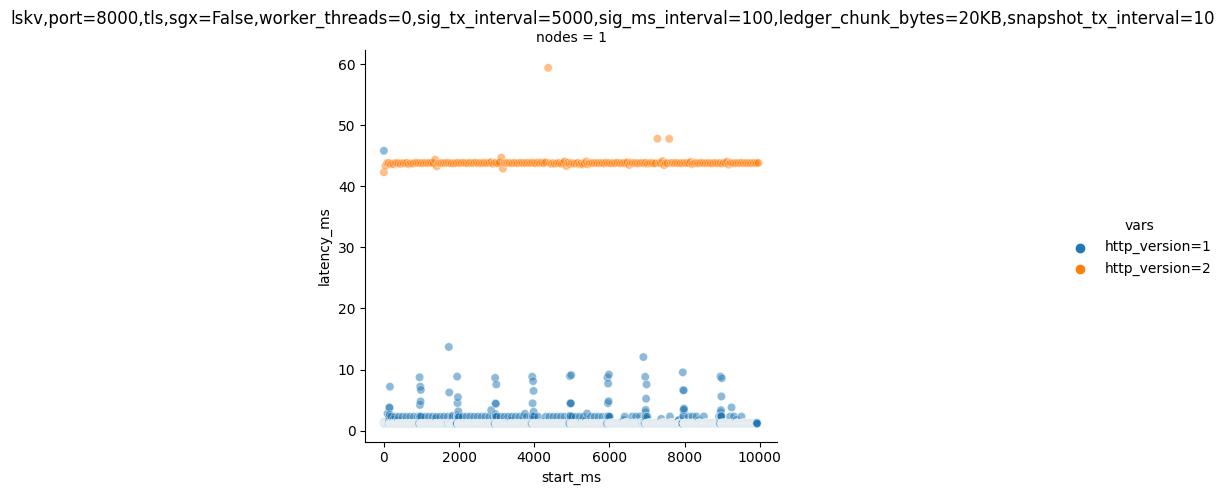 lskv,port=8000,tls,sgx=False,worker_threads=0,sig_tx_interval=5000,sig_ms_interval=100,ledger_chunk_bytes=20KB,snapshot_tx_interval=10
nodes = 1
60
50
40
30
20
10
0
latency_ms
0 2000 4000 6000 8000 10000
start_ms
vars
http_version=1
http_version=2